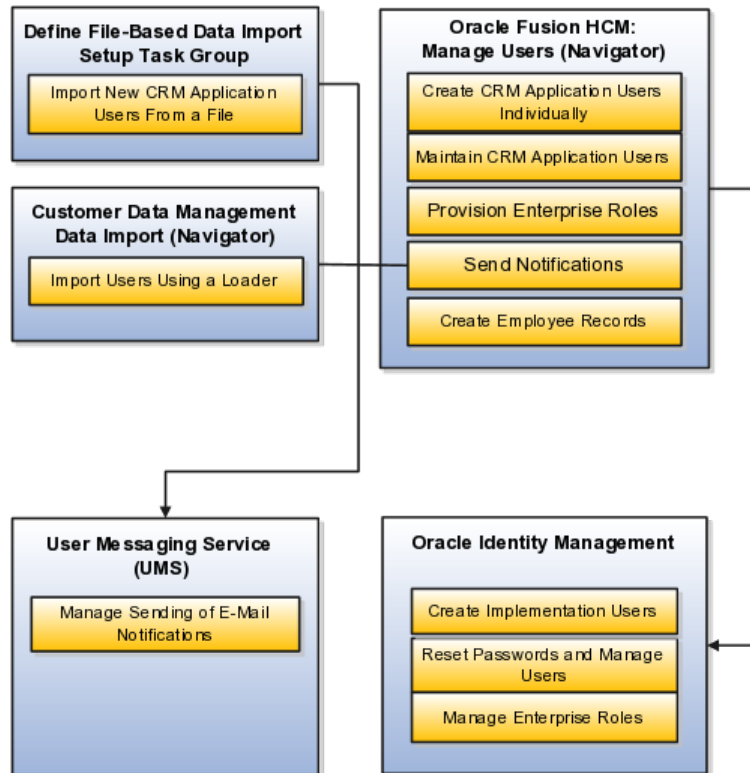 Define File-Based Data Import
Setup Task Group
Import New CRM Application
Users From a File
Customer Data Management
Data Import (Navigator)
Import Users Using a Loader
Oracle Fusion HCM:
Manage Users (Navigator)
Create CRM Application Users
Individually
Maintain CRM Application Users
Provision Enterprise Roles
Send Notifications
Create Employee Records
User Messaging Service
(UMS)
Manage Sending of E-Mail
Notifications
Oracle Identity Management
Create Implementation Users
Reset Passwords and Manage
Users
Manage Enterprise Roles